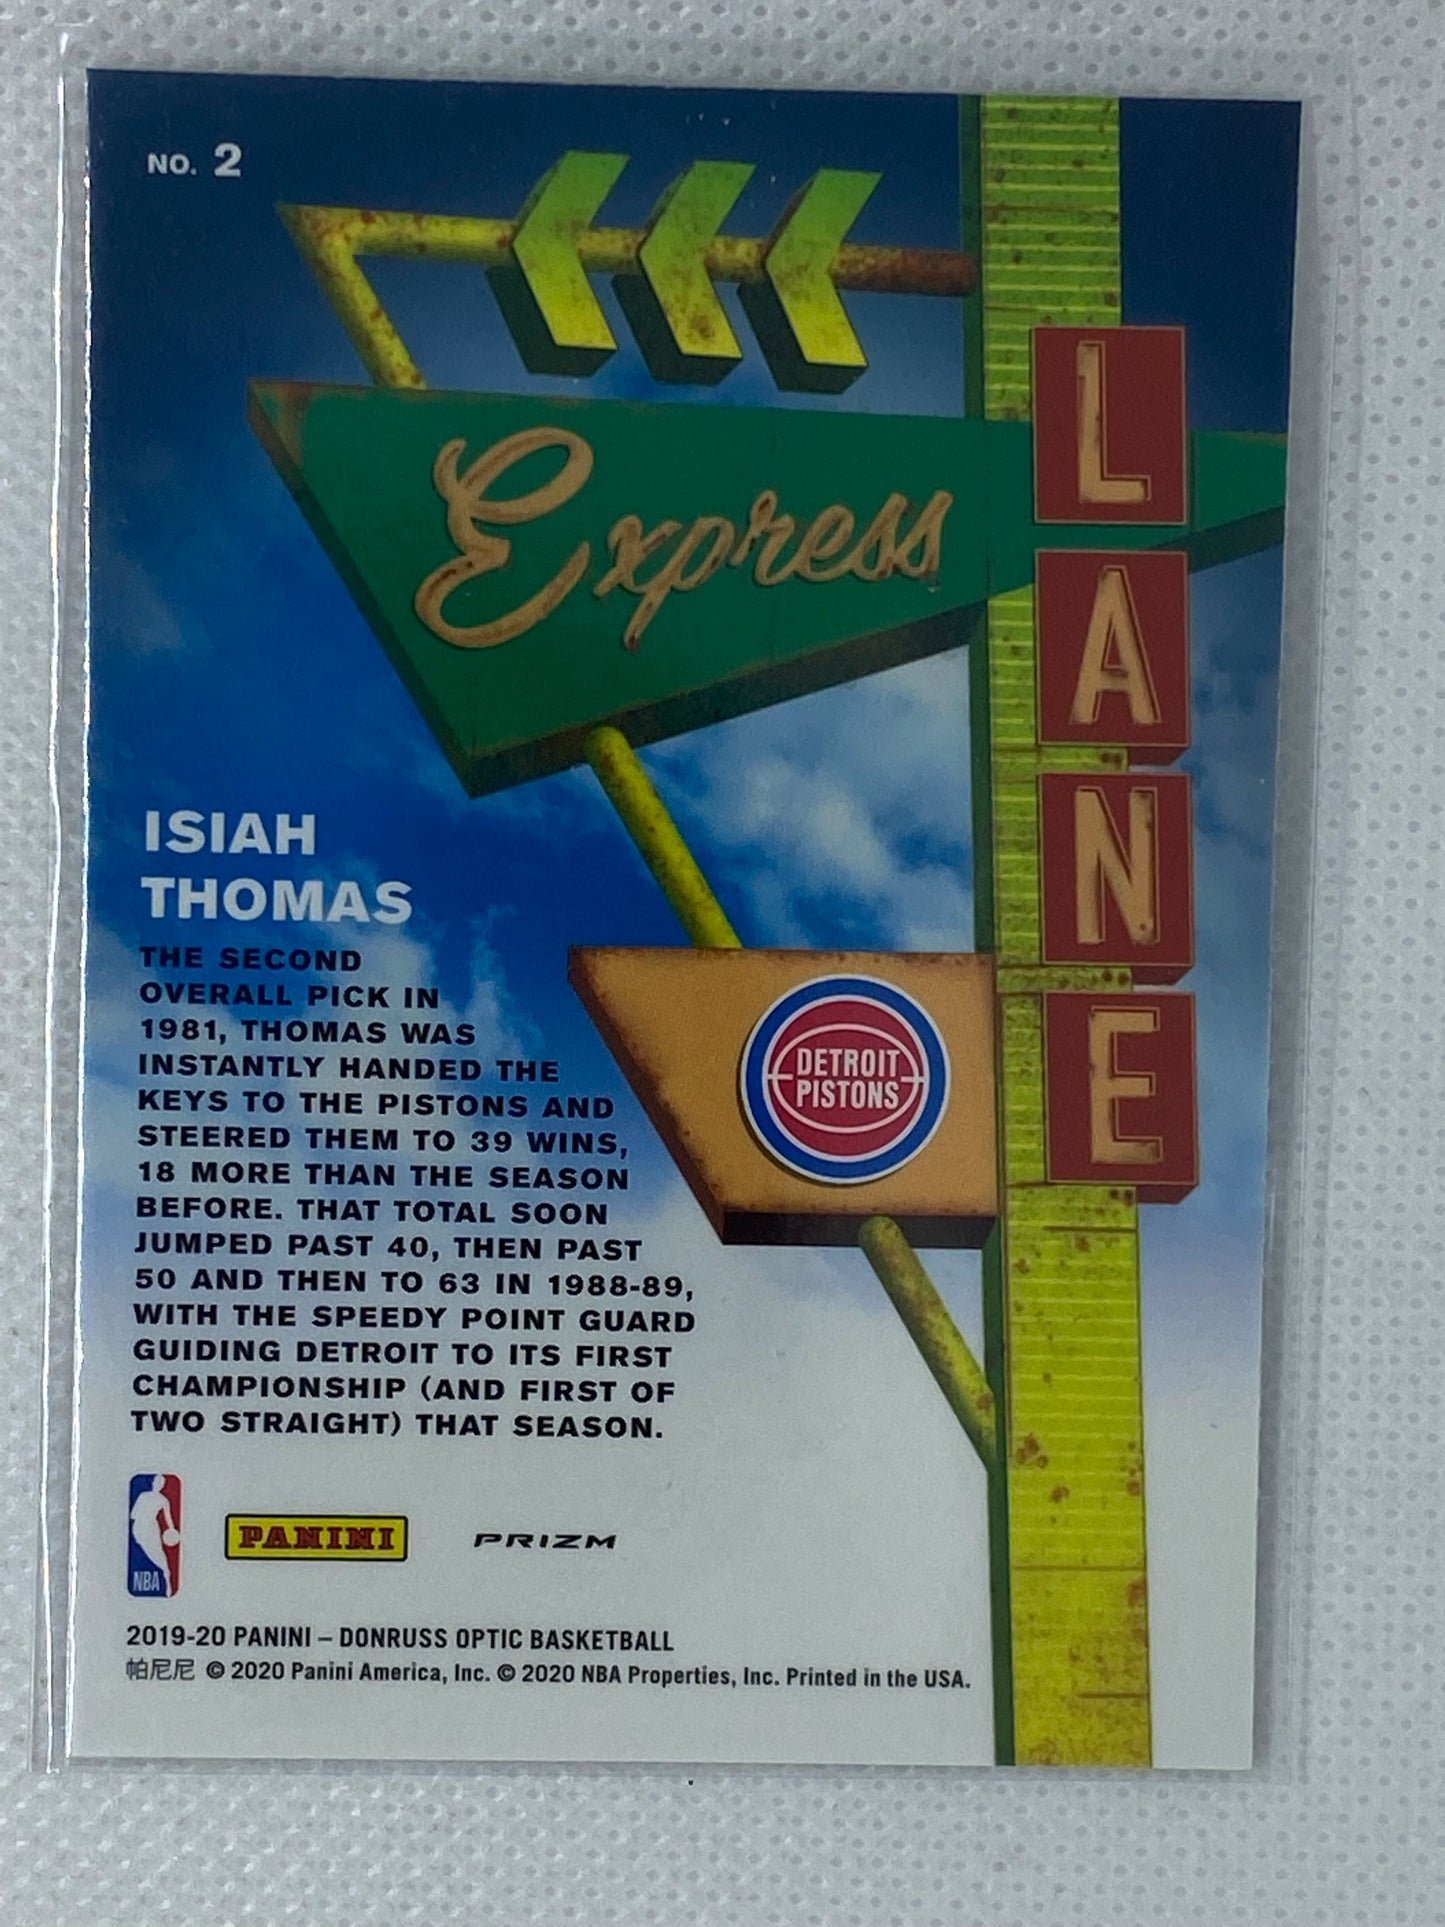 NO. 2
Express
LANE
ISIAH
THOMAS
THE SECOND
OVERALL PICK IN
1981, THOMAS WAS
INSTANTLY HANDED THE
KEYS TO THE PISTONS AND
STEERED THEM TO 39 WINS,
18 MORE THAN THE SEASON
BEFORE. THAT TOTAL SOON
JUMPED PAST 40, THEN PAST
50 AND THEN TO 63 IN 1988-89,
WITH THE SPEEDY POINT GUARD
GUIDING DETROIT TO ITS FIRST
CHAMPIONSHIP (AND FIRST OF
TWO STRAIGHT) THAT SEASON.
DETROIT
PISTONS
NBA
PANINI
PRIZM
2019-20 PANINI – DONRUSS OPTIC BASKETBALL
帕尼尼 © 2020 Panini America, Inc. © 2020 NBA Properties, Inc. Printed in the USA.